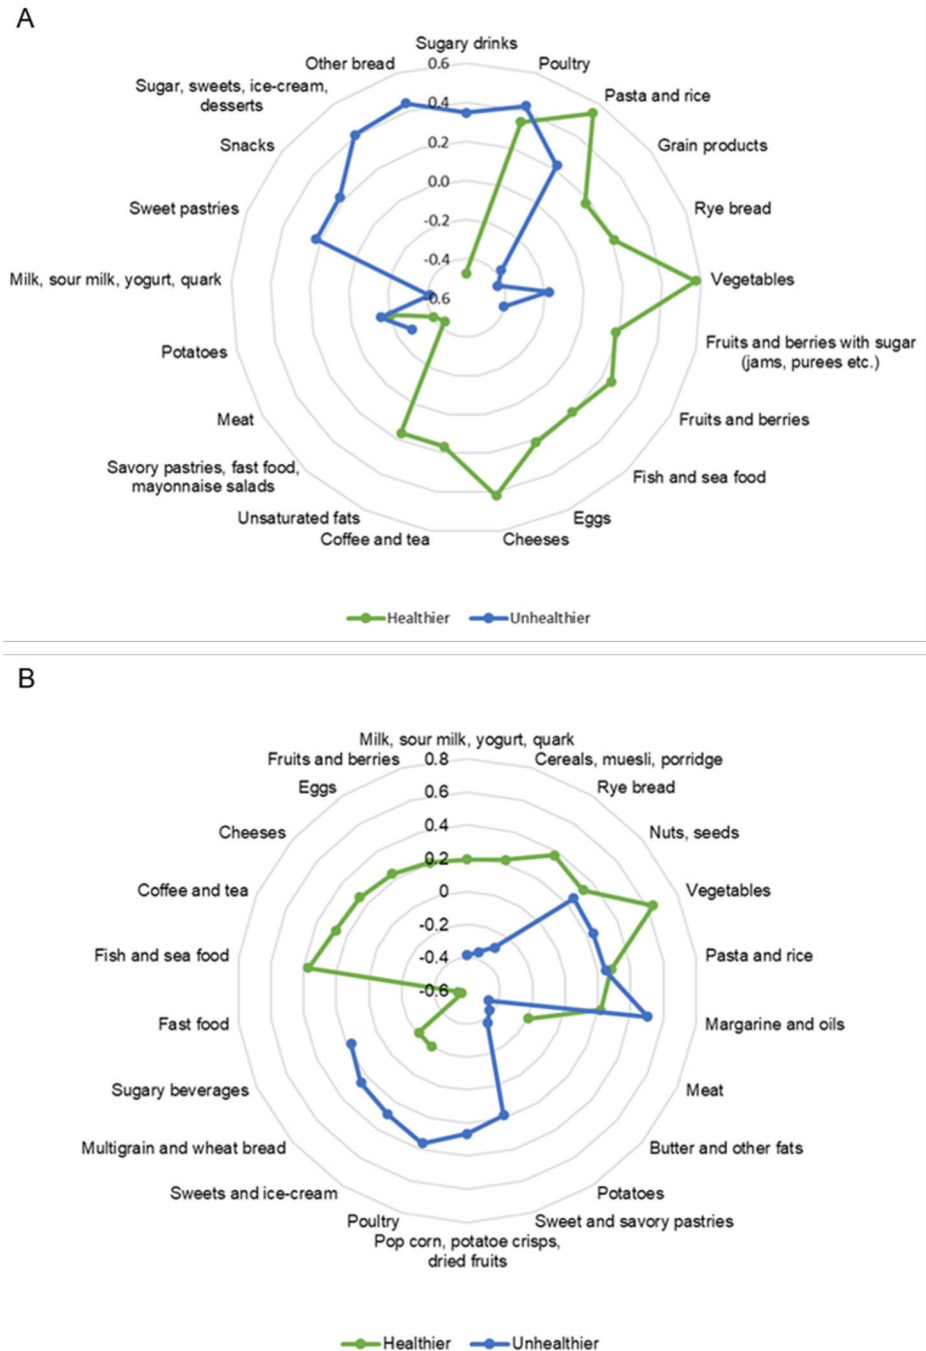 A
Sugary drinks
Other bread
Poultry
Sugar, sweets, ice-cream,
desserts
Pasta and rice
Snacks
Grain products
Sweet pastries
Rye bread
Milk, sour milk, yogurt, quark
Vegetables
Potatoes
Fruits and berries with sugar
(jams, purees etc.)
Meat
Fruits and berries
Savory pastries, fast food,
mayonnaise salads
Fish and sea food
Unsaturated fats
Eggs
Coffee and tea
Cheeses
0.6
0.4
0.2
0.0
-0.2
-0.4
-0.6
Healthier
Unhealthier
B
Milk, sour milk, yogurt, quark
Fruits and berries
Cereals, muesli, porridge
Eggs
Rye bread
Cheeses
Nuts, seeds
Coffee and tea
Vegetables
Fish and sea food
Pasta and rice
Fast food
Margarine and oils
Sugary beverages
Meat
Multigrain and wheat bread
Butter and other fats
Sweets and ice-cream
Potatoes
Poultry
Sweet and savory pastries
Pop corn, potatoe crisps,
dried fruits
0.8
0.6
0.4
0.2
0
-0.2
-0.4
-0.6
Healthier
Unhealthier